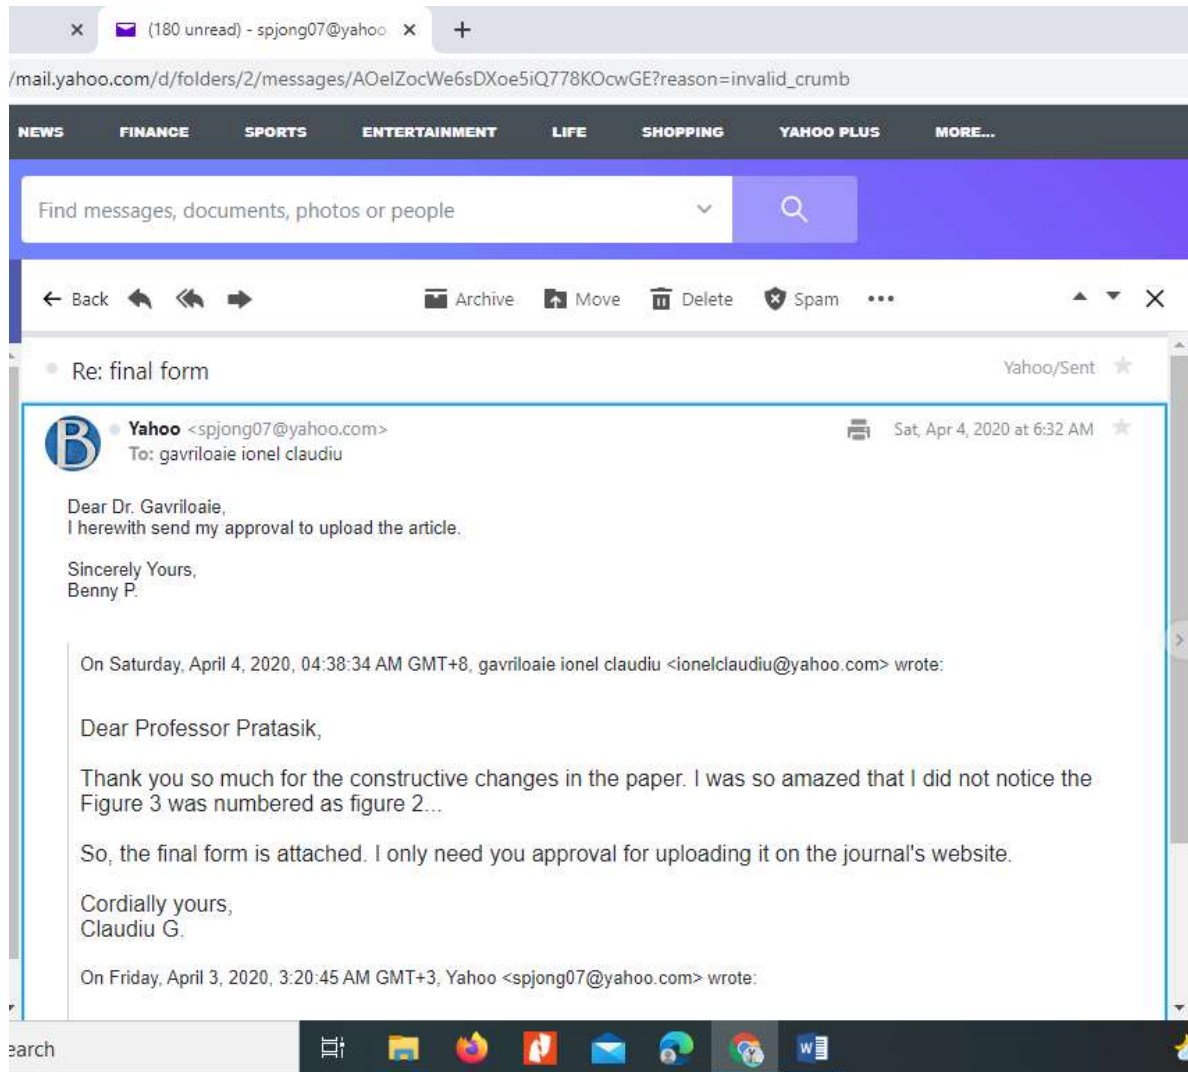 (180 unread) - spjong07@yahoo
/mail.yahoo.com/d/folders/2/messages/AOelZocWe6sDXoe5iQ778KOcwGE?reason=invalid_crumb
NEWS FINANCE SPORTS ENTERTAINMENT LIFE SHOPPING YAHOO PLUS MORE...
Find messages, documents, photos or people
Back Archive Move Delete Spam
Re: final form Yahoo/Sent
B
Yahoo <spjong07@yahoo.com> Sat, Apr 4, 2020 at 6:32 AM
To: gavriloaie ionel claudiu
Dear Dr. Gavriloaie,
I herewith send my approval to upload the article.
Sincerely Yours,
Benny P.
On Saturday, April 4, 2020, 04:38:34 AM GMT+8, gavriloaie ionel claudiu <ionelclaudiu@yahoo.com> wrote:
Dear Professor Pratasik,
Thank you so much for the constructive changes in the paper. I was so amazed that I did not notice the
Figure 3 was numbered as figure 2...
So, the final form is attached. I only need you approval for uploading it on the journal's website.
Cordially yours,
Claudiu G.
On Friday, April 3, 2020, 3:20:45 AM GMT+3, Yahoo <spjong07@yahoo.com> wrote:
earch